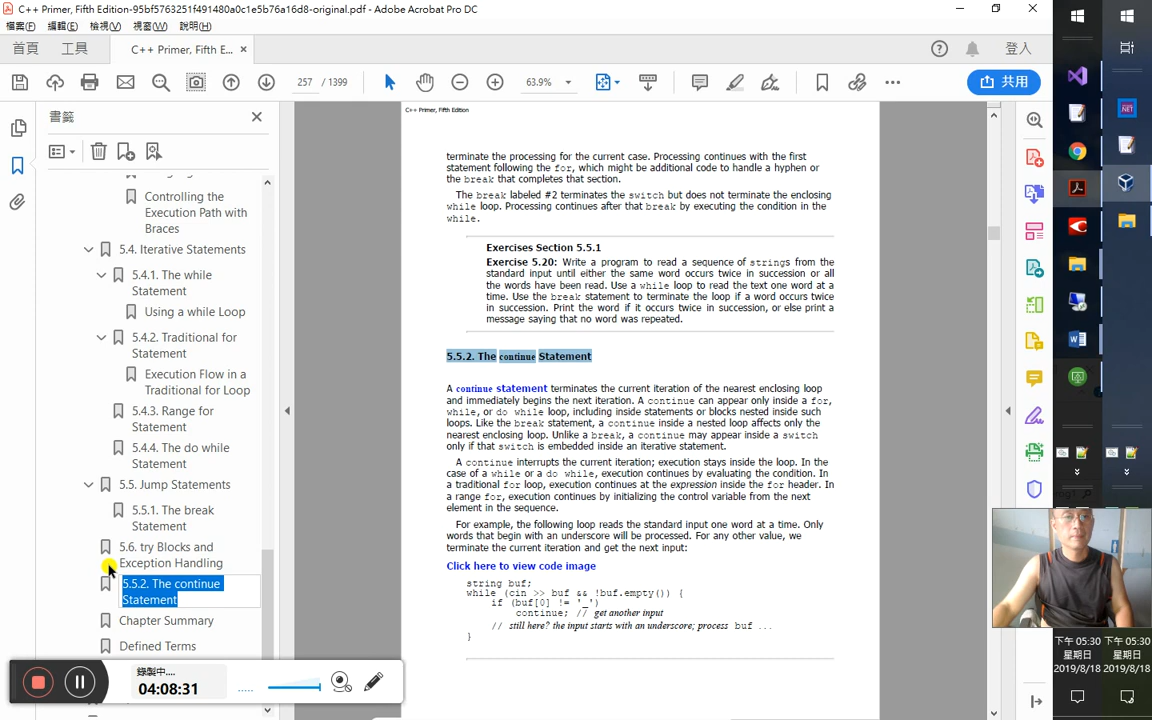 C++ Primer, Fifth Edition-95bf5763251f491480a0c1e5b76a16d8-original.pdf - Adobe Acrobat Pro DC
檔案(F) 編輯(E) 檢視(V) 視窗(W) 說明(H)
首頁 工具 C++ Primer, Fifth E... × 登入
257 / 1399 63.9% 共用
書籤
Controlling the
Execution Path with
Braces
5.4. Iterative Statements
5.4.1. The while
Statement
Using a while Loop
5.4.2. Traditional for
Statement
Execution Flow in a
Traditional for Loop
5.4.3. Range for
Statement
5.4.4. The do while
Statement
5.5. Jump Statements
5.5.1. The break
Statement
5.6. try Blocks and
Exception Handling
5.5.2. The continue
Statement
Chapter Summary
Defined Terms
錄製中....
04:08:31
C++ Primer, Fifth Edition
terminate the processing for the current case. Processing continues with the first
statement following the for, which might be additional code to handle a hyphen or
the break that completes that section.
The break labeled #2 terminates the switch but does not terminate the enclosing
while loop. Processing continues after that break by executing the condition in the
while.
Exercises Section 5.5.1
Exercise 5.20: Write a program to read a sequence of strings from the
standard input until either the same word occurs twice in succession or all
the words have been read. Use a while loop to read the text one word at a
time. Use the break statement to terminate the loop if a word occurs twice
in succession. Print the word if it occurs twice in succession, or else print a
message saying that no word was repeated.
5.5.2. The continue Statement
A continue statement terminates the current iteration of the nearest enclosing loop
and immediately begins the next iteration. A continue can appear only inside a for,
while, or do while loop, including inside statements or blocks nested inside such
loops. Like the break statement, a continue inside a nested loop affects only the
nearest enclosing loop. Unlike a break, a continue may appear inside a switch
only if that switch is embedded inside an iterative statement.
A continue interrupts the current iteration; execution stays inside the loop. In the
case of a while or a do while, execution continues by evaluating the condition. In
a traditional for loop, execution continues at the expression inside the for header. In
a range for, execution continues by initializing the control variable from the next
element in the sequence.
For example, the following loop reads the standard input one word at a time. Only
words that begin with an underscore will be processed. For any other value, we
terminate the current iteration and get the next input:
Click here to view code image
string buf;
while (cin >> buf && !buf.empty()) {
if (buf[0] != '_')
continue; // get another input
// still here? the input starts with an underscore; process buf ...
}
下午 05:30 下午 05:30
星期日 星期日
2019/8/18 2019/8/18